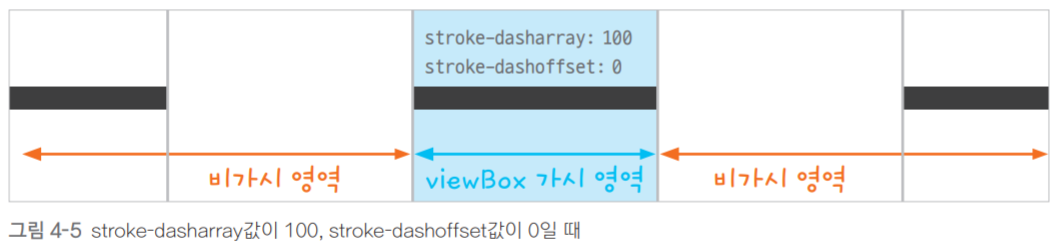 stroke-dasharray: 100
stroke-dashoffset: 0
비가시 영역
viewBox 가시 영역
비가시 영역
그림 4-5 stroke-dasharray값이 100, stroke-dashoffset값이 0일 때